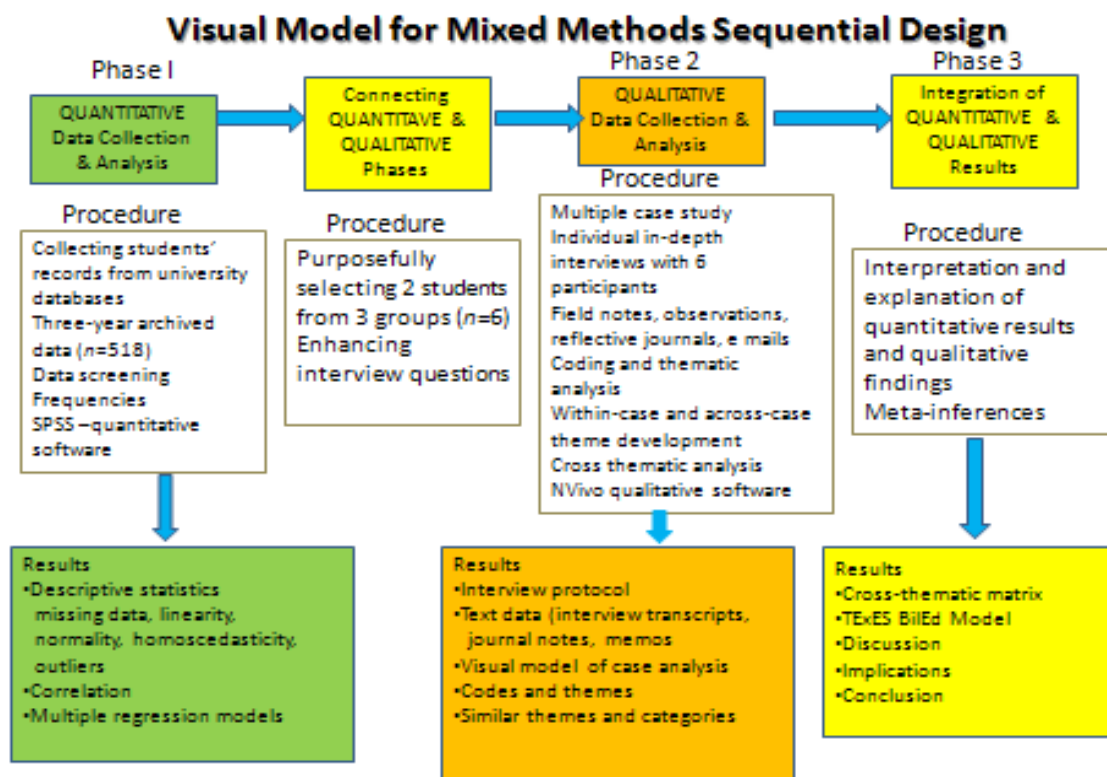 Visual Model for Mixed Methods Sequential Design
Phase I
QUANTITATIVE
Data Collection
& Analysis
Connecting
QUANTITAVE &
QUALITATIVE
Phases
Phase 2
QUALITATIVE
Data Collection &
Analysis
Phase 3
Integration of
QUANTITATIVE &
QUALITATIVE
Results
Procedure
Collecting students’
records from university
databases
Three-year archived
data (n=518)
Data screening
Frequencies
SPSS –quantitative
software
Procedure
Purposefully
selecting 2 students
from 3 groups (n=6)
Enhancing
interview questions
Procedure
Multiple case study
Individual in-depth
interviews with 6
participants
Field notes, observations,
reflective journals, e mails
Coding and thematic
analysis
Within-case and across-case
theme development
Cross thematic analysis
NVivo qualitative software
Procedure
Interpretation and
explanation of
quantitative results
and qualitative
findings
Meta-inferences
Results
•Descriptive statistics
missing data, linearity,
normality, homoscedasticity,
outliers
•Correlation
•Multiple regression models
Results
•Interview protocol
•Text data (interview transcripts,
journal notes, memos
•Visual model of case analysis
•Codes and themes
•Similar themes and categories
Results
•Cross-thematic matrix
•TExES BilEd Model
•Discussion
•Implications
•Conclusion